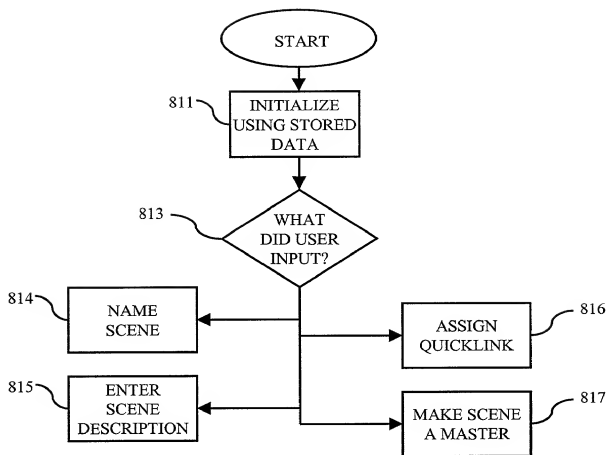 START
811
INITIALIZE
USING STORED
DATA
813
WHAT
DID USER
INPUT?
814
NAME
SCENE
816
ASSIGN
QUICKLINK
815
ENTER
SCENE
DESCRIPTION
817
MAKE SCENE
A MASTER